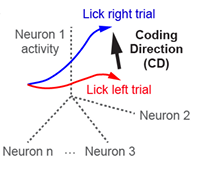 Lick right trial
Neuron 1
activity
Coding
Direction
(CD)
Lick left trial
Neuron 2
Neuron n ... Neuron 3